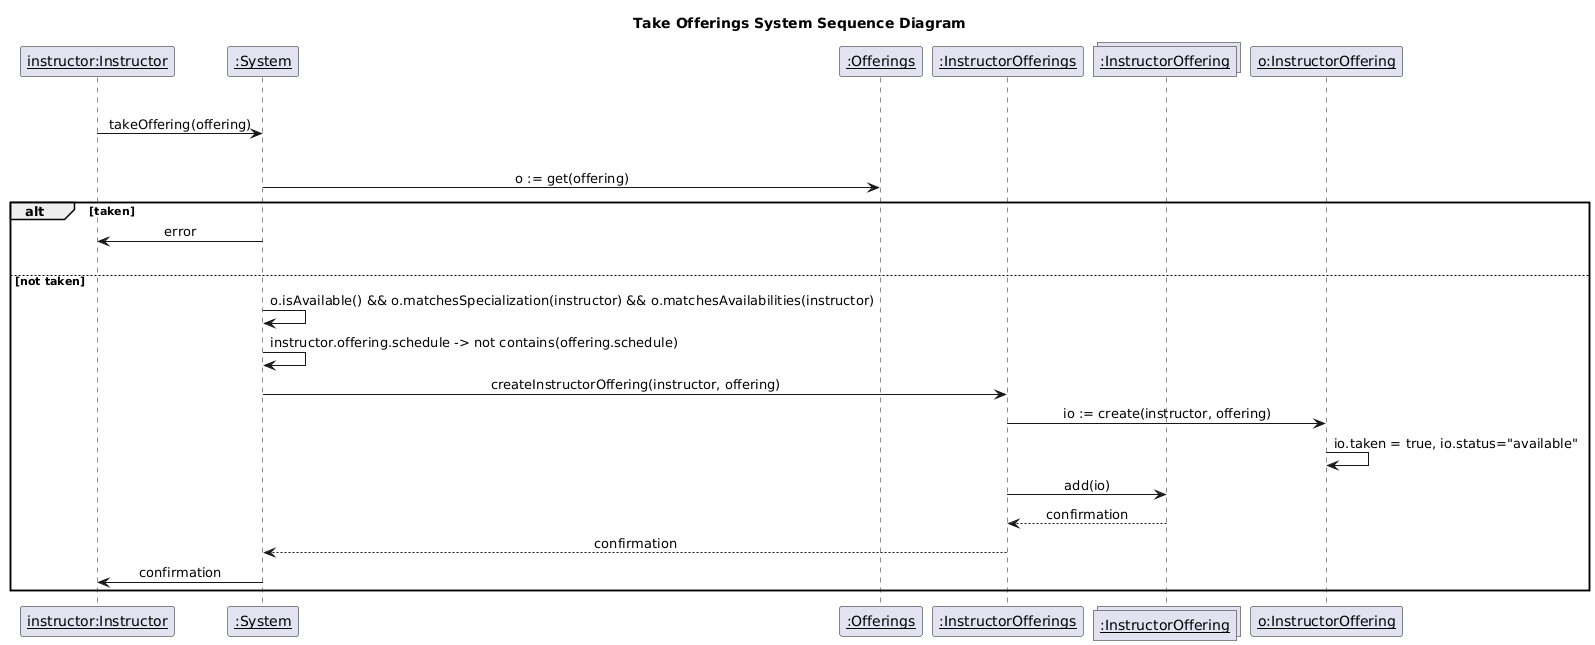 Take Offerings System Sequence Diagram
instructor:Instructor
:System
:Offerings
:InstructorOfferings
:InstructorOffering
o:InstructorOffering
takeOffering(offering)
o := get(offering)
alt
[taken]
error
[not taken]
o.isAvailable() && o.matchesSpecialization(instructor) && o.matchesAvailabilities(instructor)
instructor.offering.schedule -> not contains(offering.schedule)
createInstructorOffering(instructor, offering)
io := create(instructor, offering)
io.taken = true, io.status="available"
add(io)
confirmation
confirmation
confirmation
instructor:Instructor
:System
:Offerings
:InstructorOfferings
:InstructorOffering
o:InstructorOffering